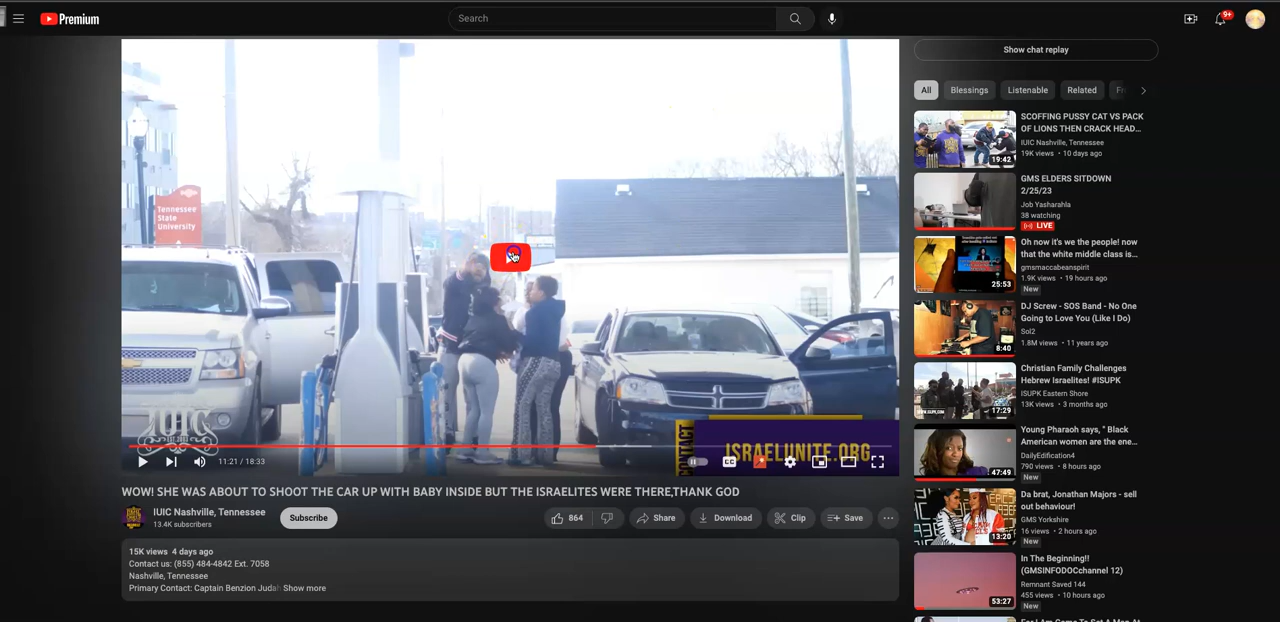 Premium
Search
9+
Show chat replay
All
Blessings
Listenable
Related
Tennessee
State
University
IUIC
EST.2003
CONTACT
ISRAELUNITE.ORG
CC
11:21 / 18:33
WOW! SHE WAS ABOUT TO SHOOT THE CAR UP WITH BABY INSIDE BUT THE ISRAELITES WERE THERE,THANK GOD
IUIC Nashville, Tennessee
13.4K subscribers
Subscribe
864
Share
Download
Clip
Save
15K views 4 days ago
Contact us: (855) 484-4842 Ext. 7058
Nashville, Tennessee
Primary Contact: Captain Benzion Judah Show more
SCOFFING PUSSY CAT VS PACK
OF LIONS THEN CRACK HEAD...
IUIC Nashville, Tennessee
19K views • 10 days ago
19:42
GMS ELDERS SITDOWN
2/25/23
Job Yasharahla
38 watching
LIVE
Oh now it's we the people! now
that the white middle class is...
gmsmaccabeanspirit
1.9K views • 19 hours ago
New
25:53
DJ Screw - SOS Band - No One
Going to Love You (Like I Do)
Sol2
1.8M views • 11 years ago
8:40
Christian Family Challenges
Hebrew Israelites! #ISUPK
ISUPK Eastern Shore
13K views • 3 months ago
WWW.ISUPK.COM
17:29
Young Pharaoh says, " Black
American women are the ene...
DailyEdification4
790 views • 8 hours ago
New
47:49
Da brat, Jonathan Majors - sell
out behaviour!
GMS Yorkshire
16 views • 2 hours ago
New
13:20
In The Beginning!!
(GMSINFODOCchannel 12)
Remnant Saved 144
455 views • 10 hours ago
New
53:27